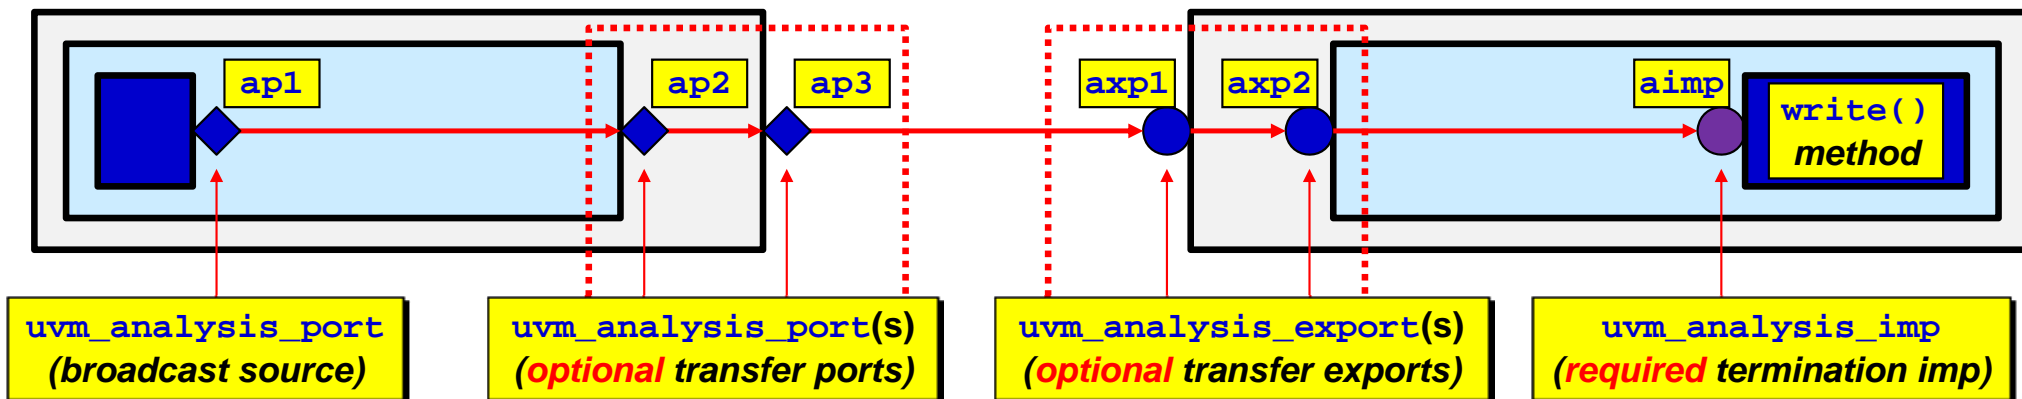 ap1
ap2
ap3
axp1
axp2
aimp
write()
method
uvm_analysis_port
(broadcast source)
uvm_analysis_port(s)
(optional transfer ports)
uvm_analysis_export(s)
(optional transfer exports)
uvm_analysis_imp
(required termination imp)